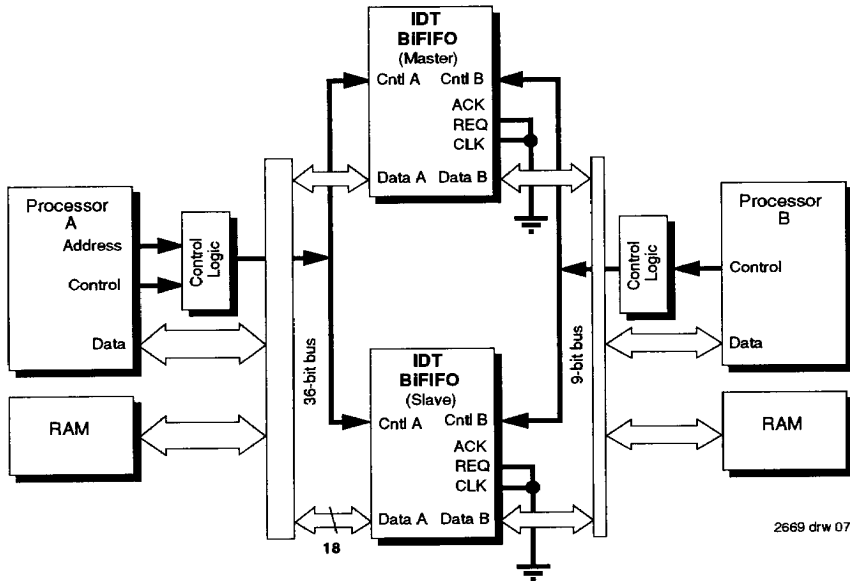 IDT
BiFIFO
(Master)
Cntl A Cntl B
ACK
REQ
CLK
Data A Data B
Processor
A
Address
Control
Data
Control
Logic
RAM
36-bit bus
IDT
BiFIFO
(Slave)
Cntl A Cntl B
ACK
REQ
CLK
Data A Data B
18
9-bit bus
Control
Logic
Processor
B
Control
Data
RAM
2669 drw 07